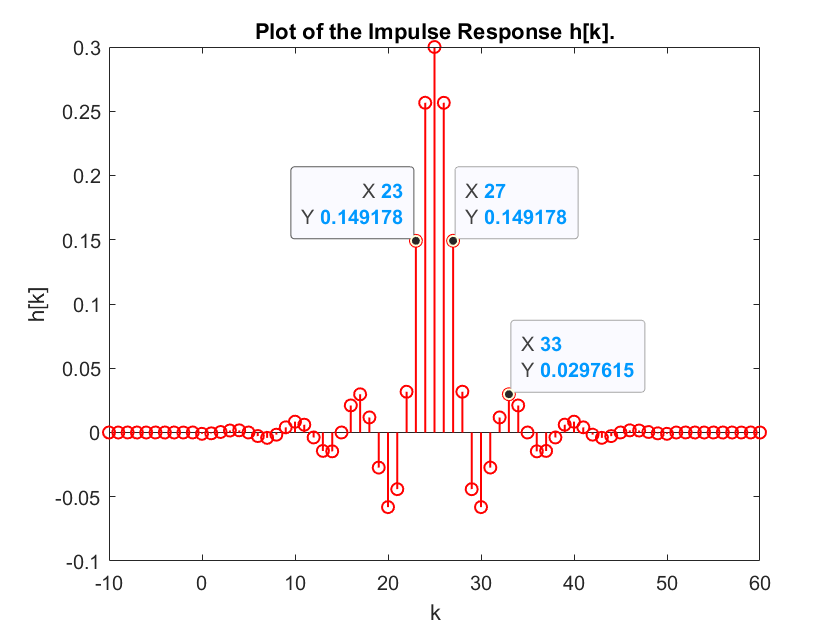 Plot of the Impulse Response h[k].
0.3
0.25
0.2
0.15
0.1
0.05
0
-0.05
-0.1
h[k]
X 23
Y 0.149178
X 27
Y 0.149178
X 33
Y 0.0297615
-10
0
10
20
30
40
50
60
k